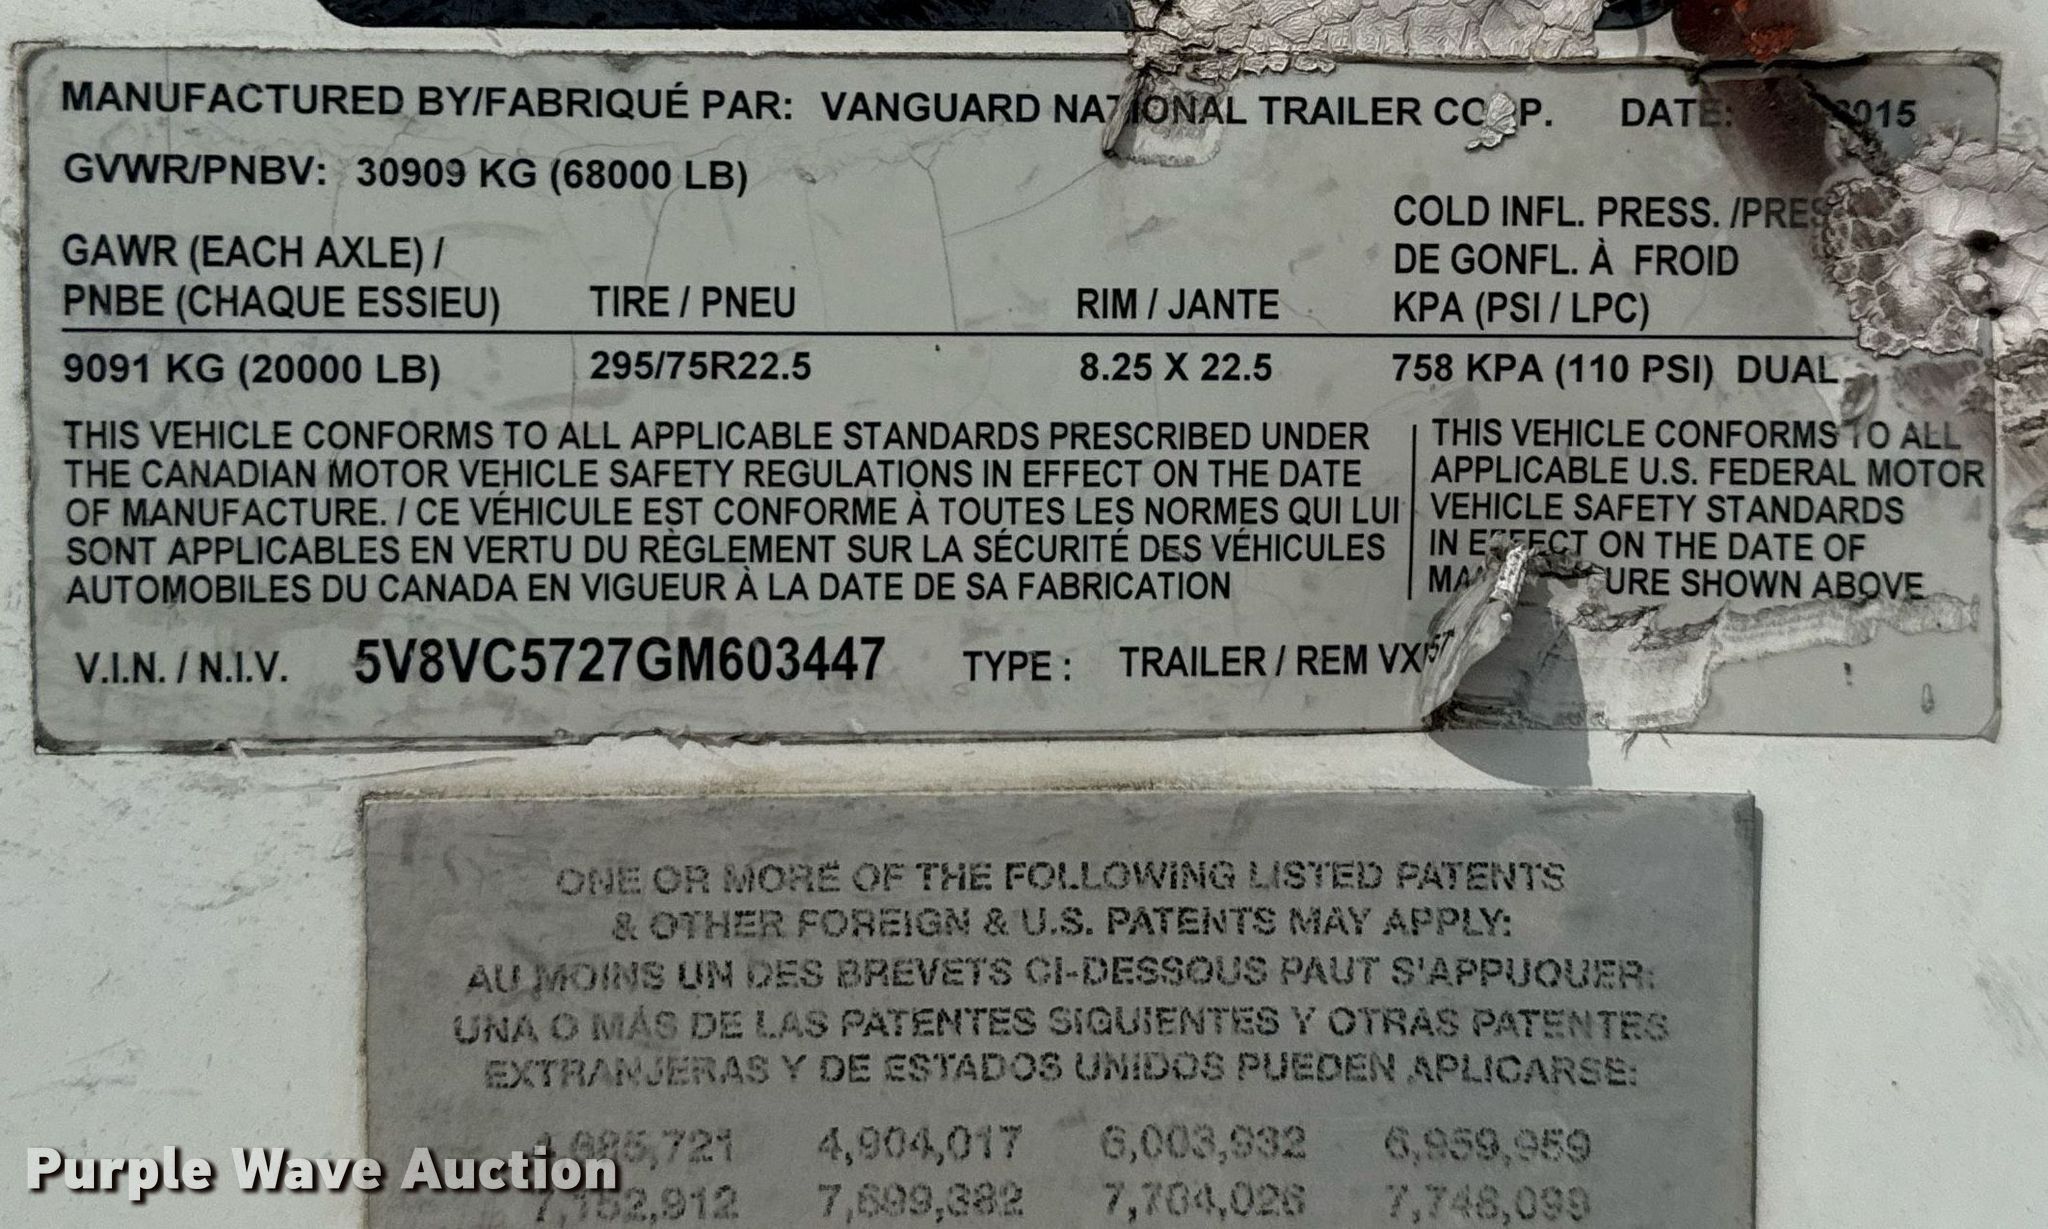 MANUFACTURED BY/FABRIQUÉ PAR: VANGUARD NATIONAL TRAILER CORP. DATE:
GVWR/PNBV: 30909 KG (68000 LB)
COLD INFL. PRESS. /
GAWR (EACH AXLE) / DE GONFL. À FROID
PNBE (CHAQUE ESSIEU) TIRE / PNEU RIM / JANTE KPA (PSI / LPC)
9091 KG (20000 LB) 295/75R22.5 8.25 X 22.5 758 KPA (110 PSI) DUAL
THIS VEHICLE CONFORMS TO ALL APPLICABLE STANDARDS PRESCRIBED UNDER
THE CANADIAN MOTOR VEHICLE SAFETY REGULATIONS IN EFFECT ON THE DATE
OF MANUFACTURE. / CE VÉHICULE EST CONFORME À TOUTES LES NORMES QUI LUI
SONT APPLICABLES EN VERTU DU RÈGLEMENT SUR LA SÉCURITÉ DES VÉHICULES
AUTOMOBILES DU CANADA EN VIGUEUR À LA DATE DE SA FABRICATION
THIS VEHICLE CONFORMS TO ALL
APPLICABLE U.S. FEDERAL MOTOR
VEHICLE SAFETY STANDARDS
IN EFFECT ON THE DATE OF
MANUFACTURE SHOWN ABOVE
V.I.N. / N.I.V. 5V8VC5727GM603447 TYPE : TRAILER / REM
ONE OR MORE OF THE FOLLOWING LISTED PATENTS
& OTHER FOREIGN & U.S. PATENTS MAY APPLY:
AU MOINS UN DES BREVETS CI-DESSOUS PAUT S'APPUQUER:
UNA O MÁS DE LAS PATENTES SIGUIENTES Y OTRAS PATENTES
EXTRANJERAS Y DE ESTADOS UNIDOS PUEDEN APLICARSE:
4,904,017 6,003,932 6,959,959
7,152,912 7,699,382 7,704,026 7,748,099
Purple Wave Auction